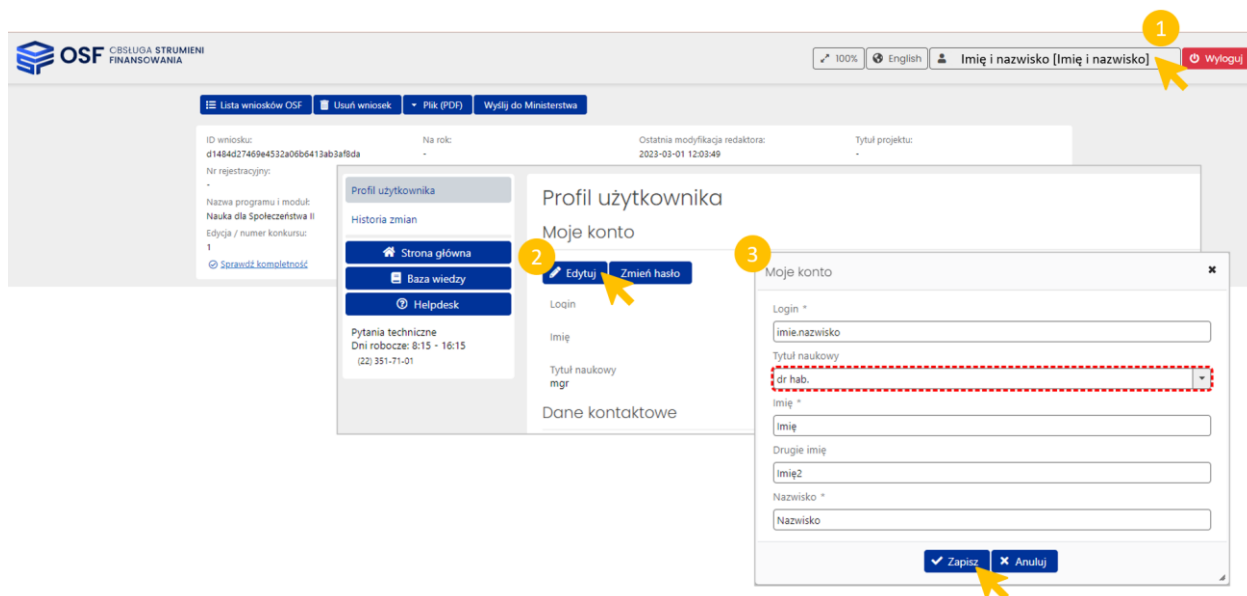 1
OSF OBSŁUGA STRUMIENI
FINANSOWANIA
100% English Imię i nazwisko [Imię i nazwisko] Wyloguj
Lista wniosków OSF Usuń wniosek Plik (PDF) Wyślij do Ministerstwa
ID wniosku: Na rok: Ostatnia modyfikacja redaktora: Tytuł projektu:
d1484d27469e4532a06b6413ab3af8da - 2023-03-01 12:03:49 -
Nr rejestracyjny:
-
Nazwa programu i moduł:
Nauka dla Społeczeństwa II
Edycja / numer konkursu:
1
Sprawdź kompletność
Profil użytkownika
Historia zmian
Strona główna
Baza wiedzy
Helpdesk
Pytania techniczne
Dni robocze: 8:15 - 16:15
(22) 351-71-01
Profil użytkownika
Moje konto
2
Edytuj Zmień hasło
Login
Imię
Tytuł naukowy
mgr
Dane kontaktowe
3
Moje konto
Login *
imie.nazwisko
Tytuł naukowy
dr hab.
Imię *
Imię
Drugie imię
Imię2
Nazwisko *
Nazwisko
Zapisz Anuluj